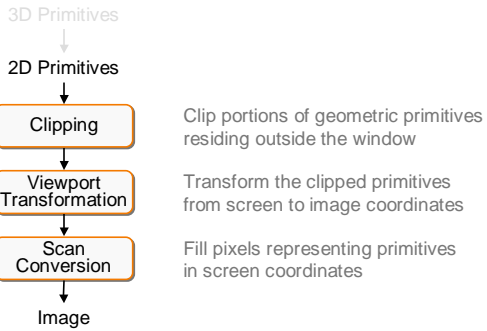 3D Primitives
2D Primitives
Clipping
Clip portions of geometric primitives
residing outside the window
Viewport
Transformation
Transform the clipped primitives
from screen to image coordinates
Scan
Conversion
Fill pixels representing primitives
in screen coordinates
Image